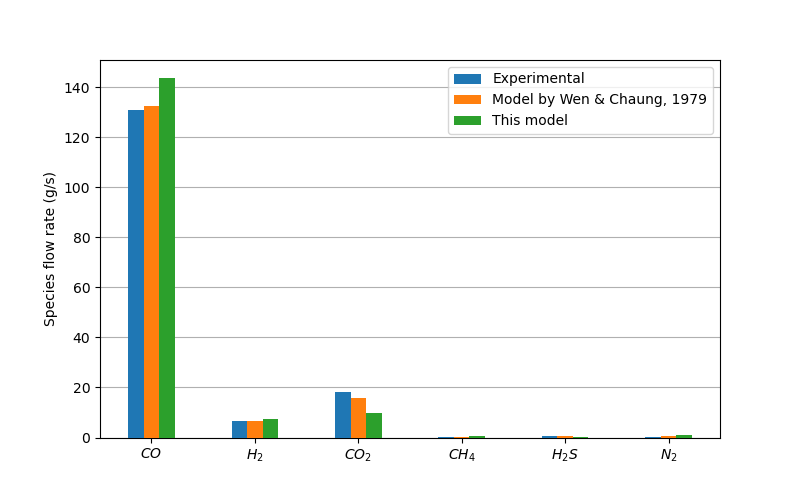 Experimental
Model by Wen & Chaung, 1979
This model
Species flow rate (g/s)
140
120
100
80
60
40
20
0
CO
H₂
CO₂
CH₄
H₂S
N₂